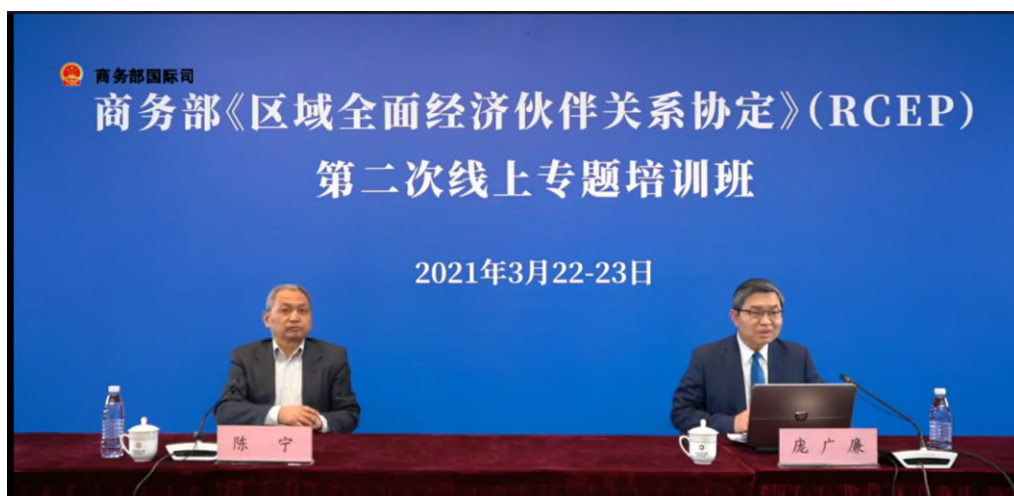 商务部国际司
商务部《区域全面经济伙伴关系协定》(RCEP)
第二次线上专题培训班
2021年3月22-23日
陈宁
庞广廉